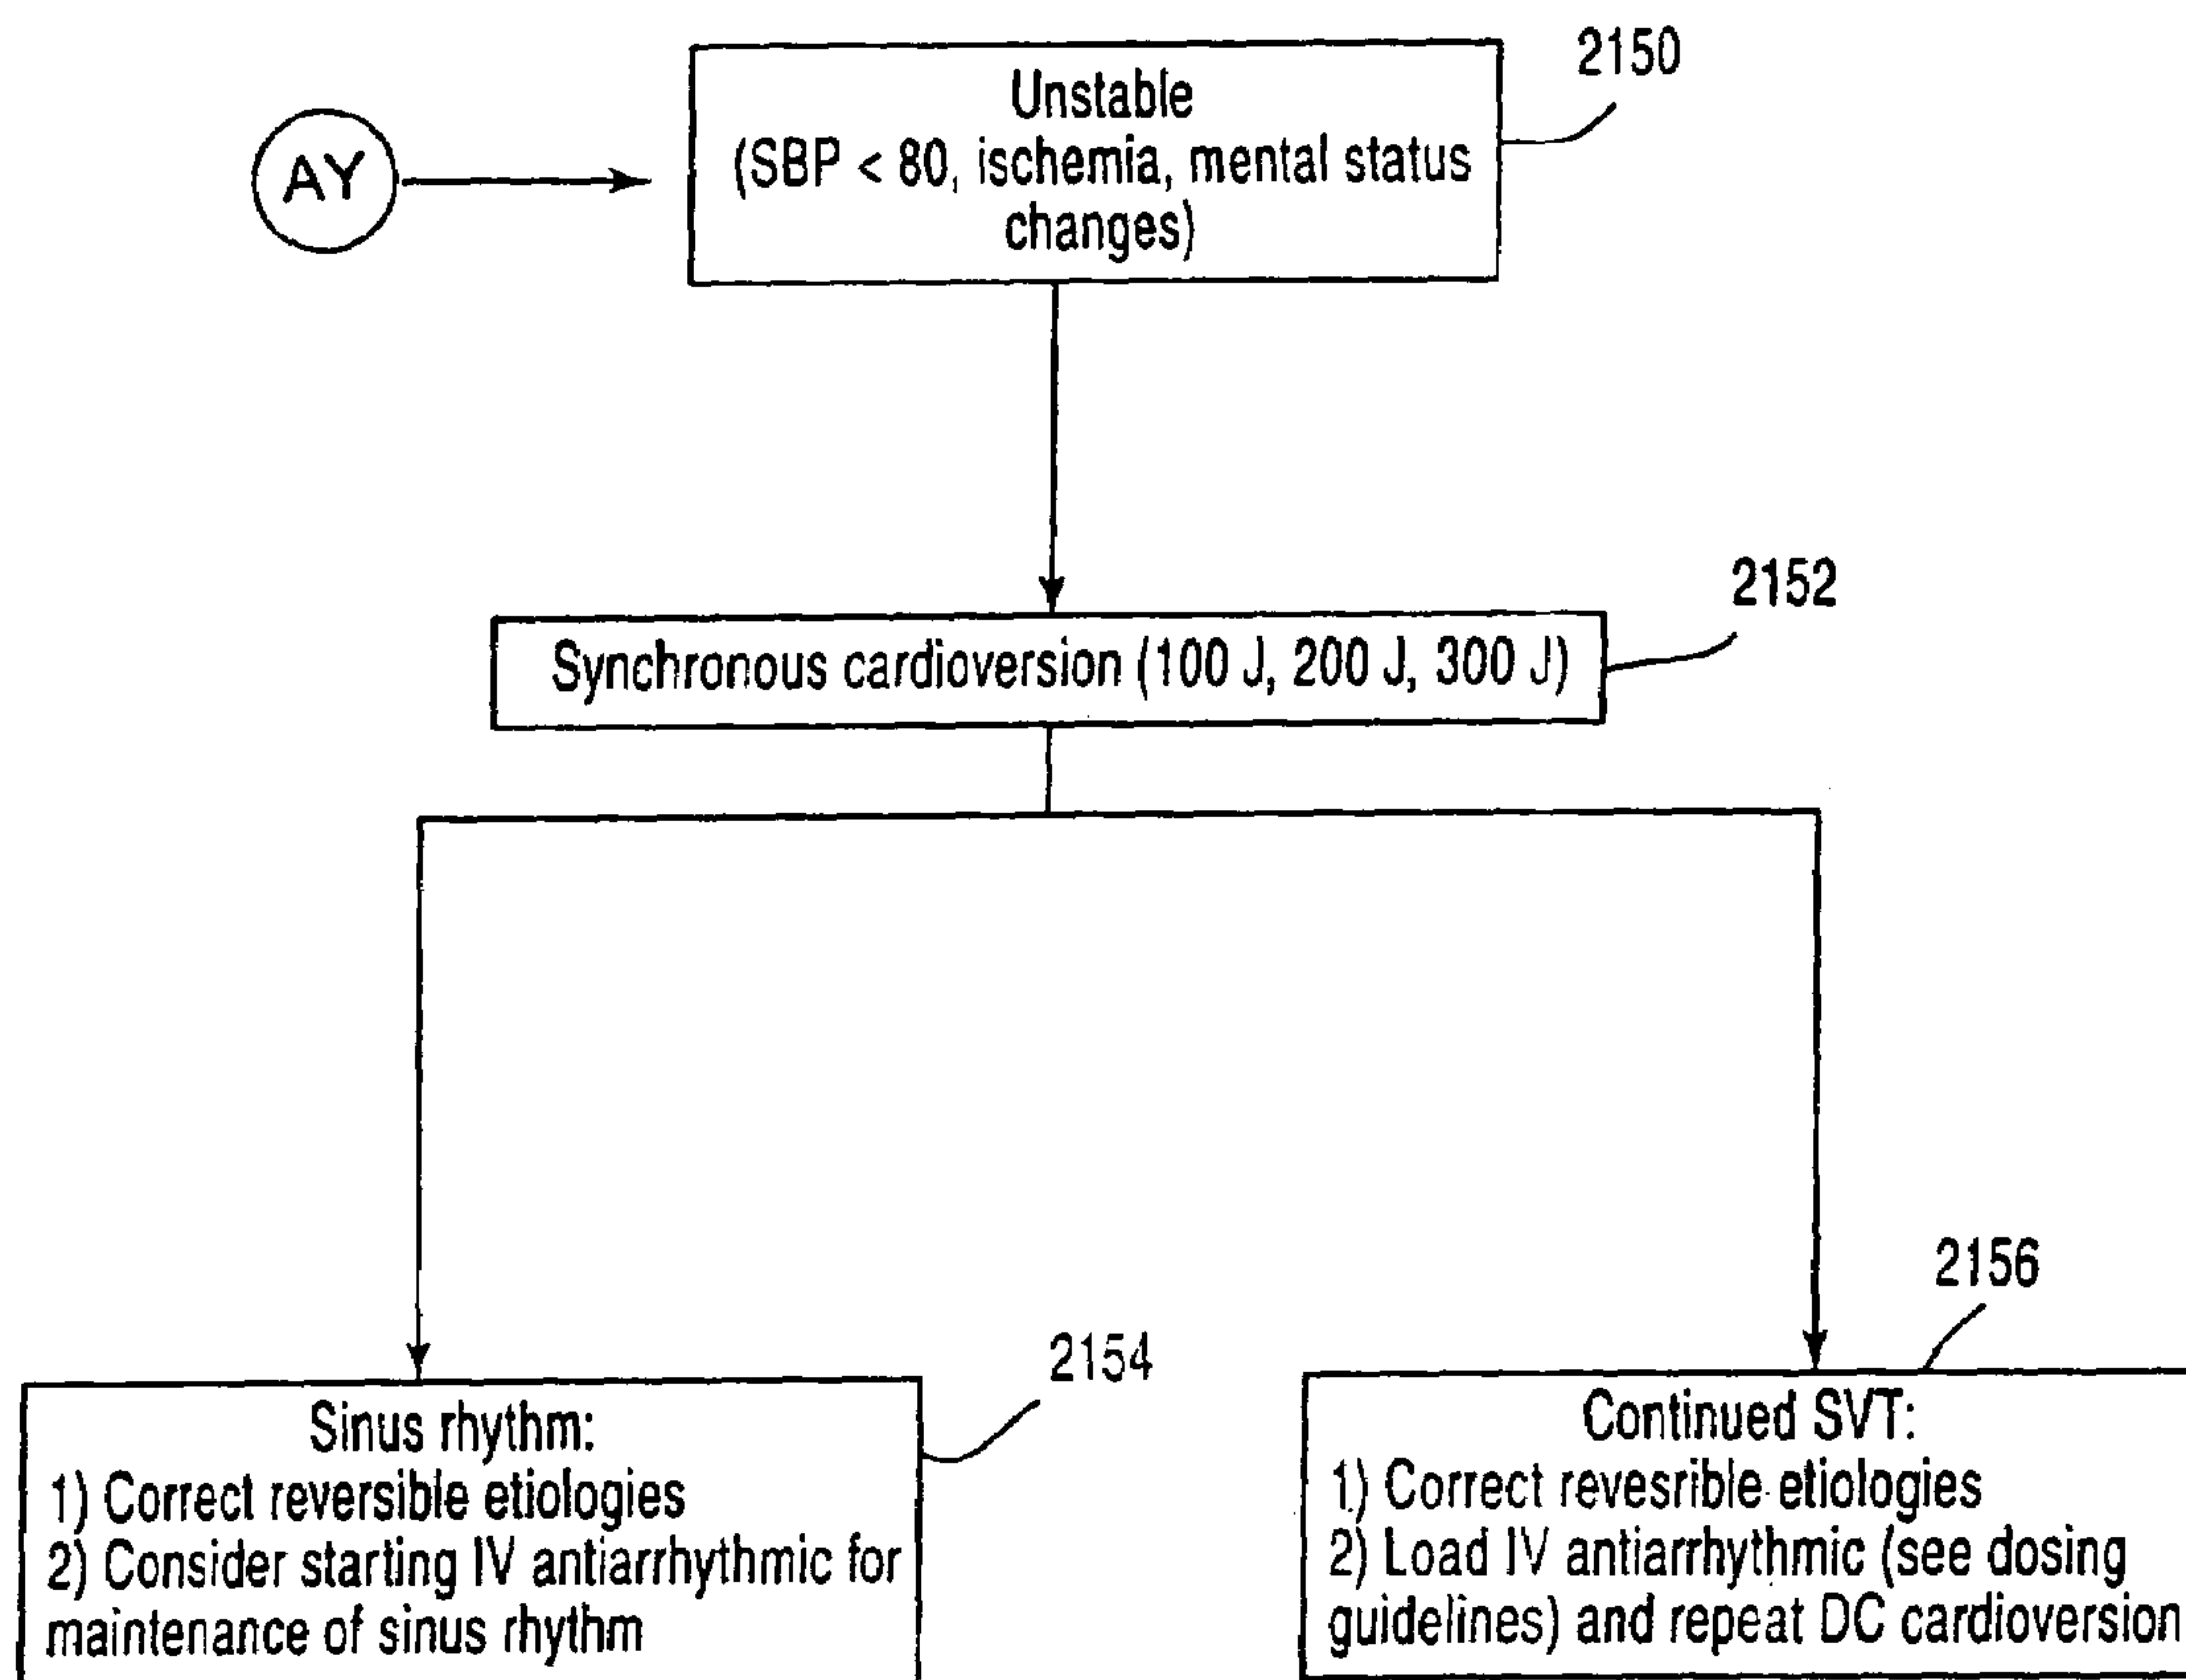 2150
Unstable
(SBP < 80, ischemia, mental status
changes)
AY
2152
Synchronous cardioversion (100 J, 200 J, 300 J)
2154
Sinus rhythm:
1) Correct reversible etiologies
2) Consider starting IV antiarrhythmic for
maintenance of sinus rhythm
2156
Continued SVT:
1) Correct revesrible etiologies
2) Load IV antiarrhythmic (see dosing
guidelines) and repeat DC cardioversion